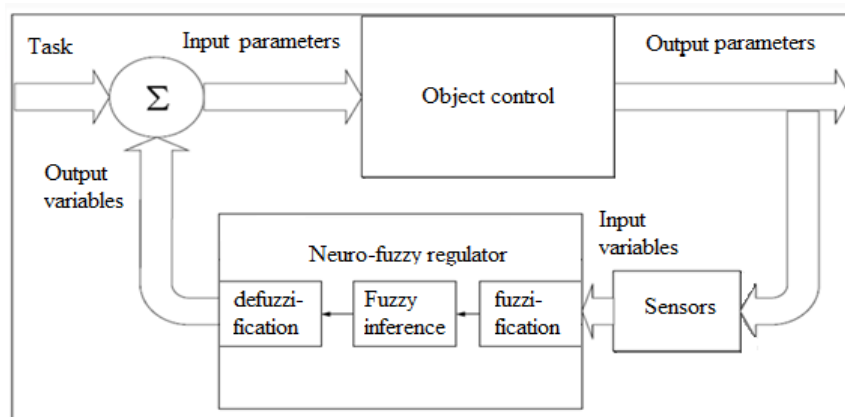 Task
Input parameters
Output parameters
Σ
Object control
Output
variables
Input
variables
Neuro-fuzzy regulator
defuzzi-
fication
Fuzzy
inference
fuzzi-
fication
Sensors